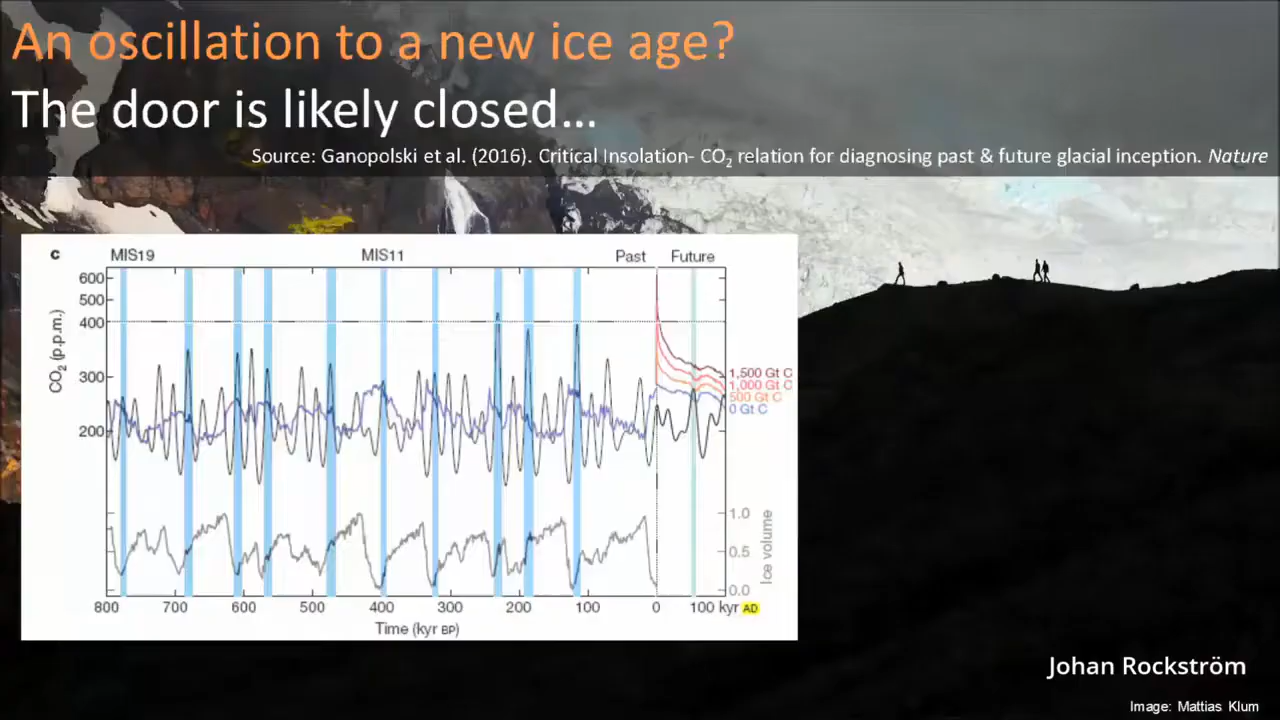 An oscillation to a new ice age?
The door is likely closed...
Source: Ganopolski et al. (2016). Critical Insolation- CO₂ relation for diagnosing past & future glacial inception. Nature
c MIS19 MIS11 Past Future
600
500
400
300
200
CO₂ (p.p.m.)
1,500 Gt C
1,000 Gt C
500 Gt C
0 Gt C
1.0
0.5
0.0
Ice volume
800 700 600 500 400 300 200 100 0 100 kyr AD
Time (kyr BP)
Johan Rockström
Image: Mattias Klum